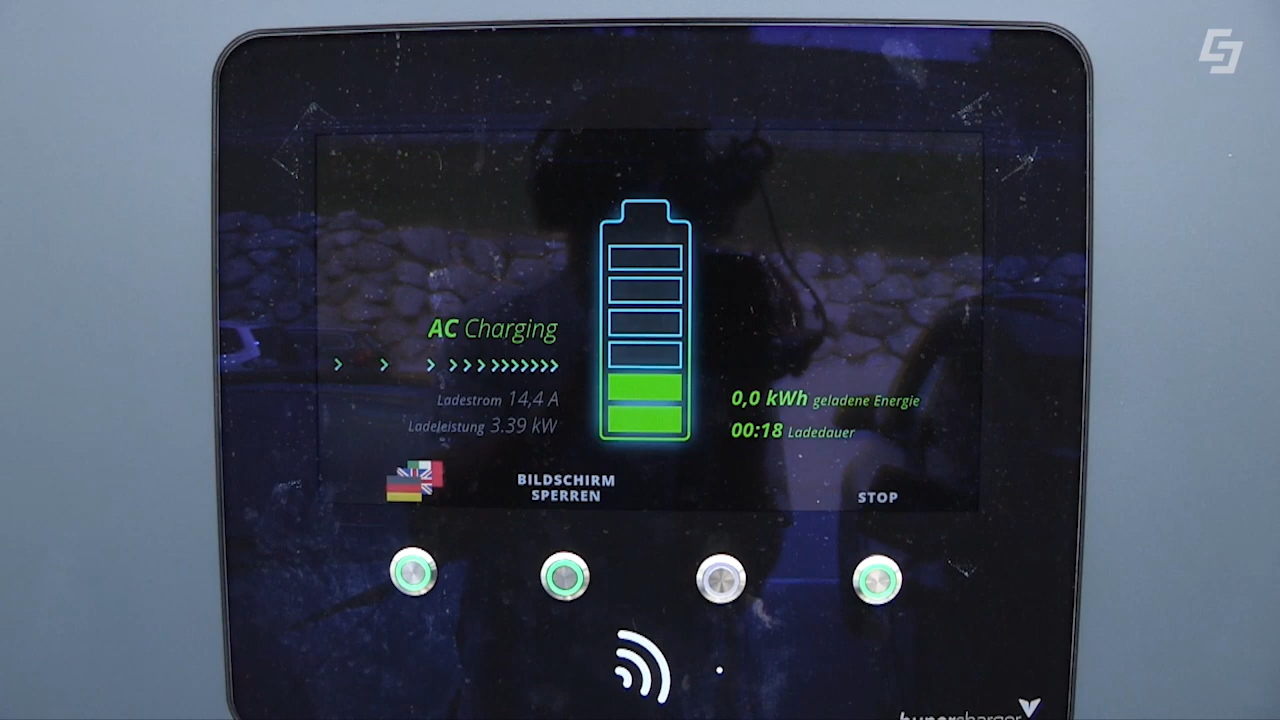 AC Charging
Ladestrom 14,4 A
Ladeleistung 3.39 kW
0,0 kWh geladene Energie
00:18 Ladedauer
BILDSCHIRM
SPERREN
STOP
hypercharger